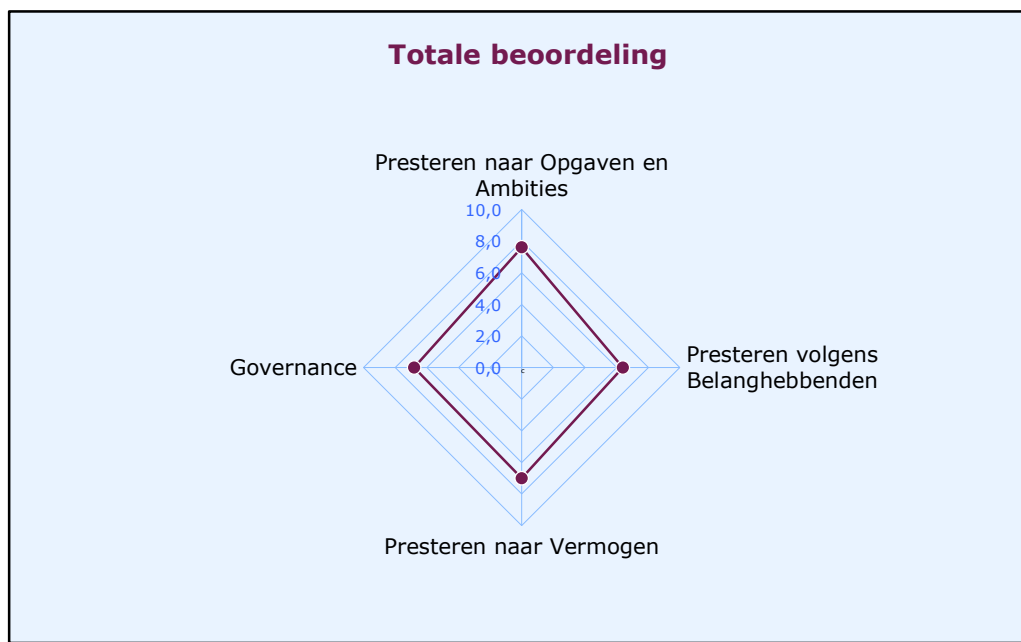 Totale beoordeling
Presteren naar Opgaven en
Ambities
10,0
8,0
6,0
4,0
2,0
0,0
c
Governance
Presteren volgens
Belanghebbenden
Presteren naar Vermogen